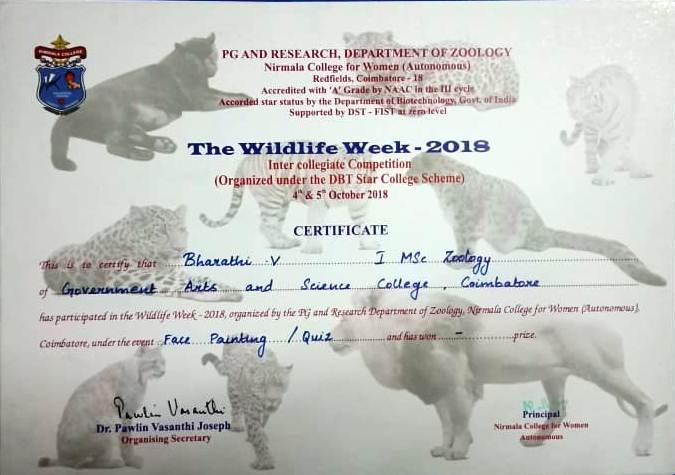 NIRMALA COLLEGE
PG AND RESEARCH, DEPARTMENT OF ZOOLOGY
Nirmala College for Women (Autonomous)
Redfields, Coimbatore - 18
Accredited with 'A' Grade by NAAC in the III cycle
Accorded star status by the Department of Biotechnology, Govt. of India
Supported by DST - FIST at zero level
The Wildlife Week - 2018
Inter collegiate Competition
(Organized under the DBT Star College Scheme)
4th & 5th October 2018
CERTIFICATE
This is to certify that Bharathi .V I MSc Zoology
of Government Arts and Science College , Coimbatore
has participated in the Wildlife Week - 2018, organized by the Pg and Research Department of Zoology, Nirmala College for Women (Autonomous),
Coimbatore, under the event Face Painting / Quiz and has won - prize.
Pawlin Vasanthi
Dr. Pawlin Vasanthi Joseph
Organising Secretary
Principal
Nirmala College for Women
Autonomous